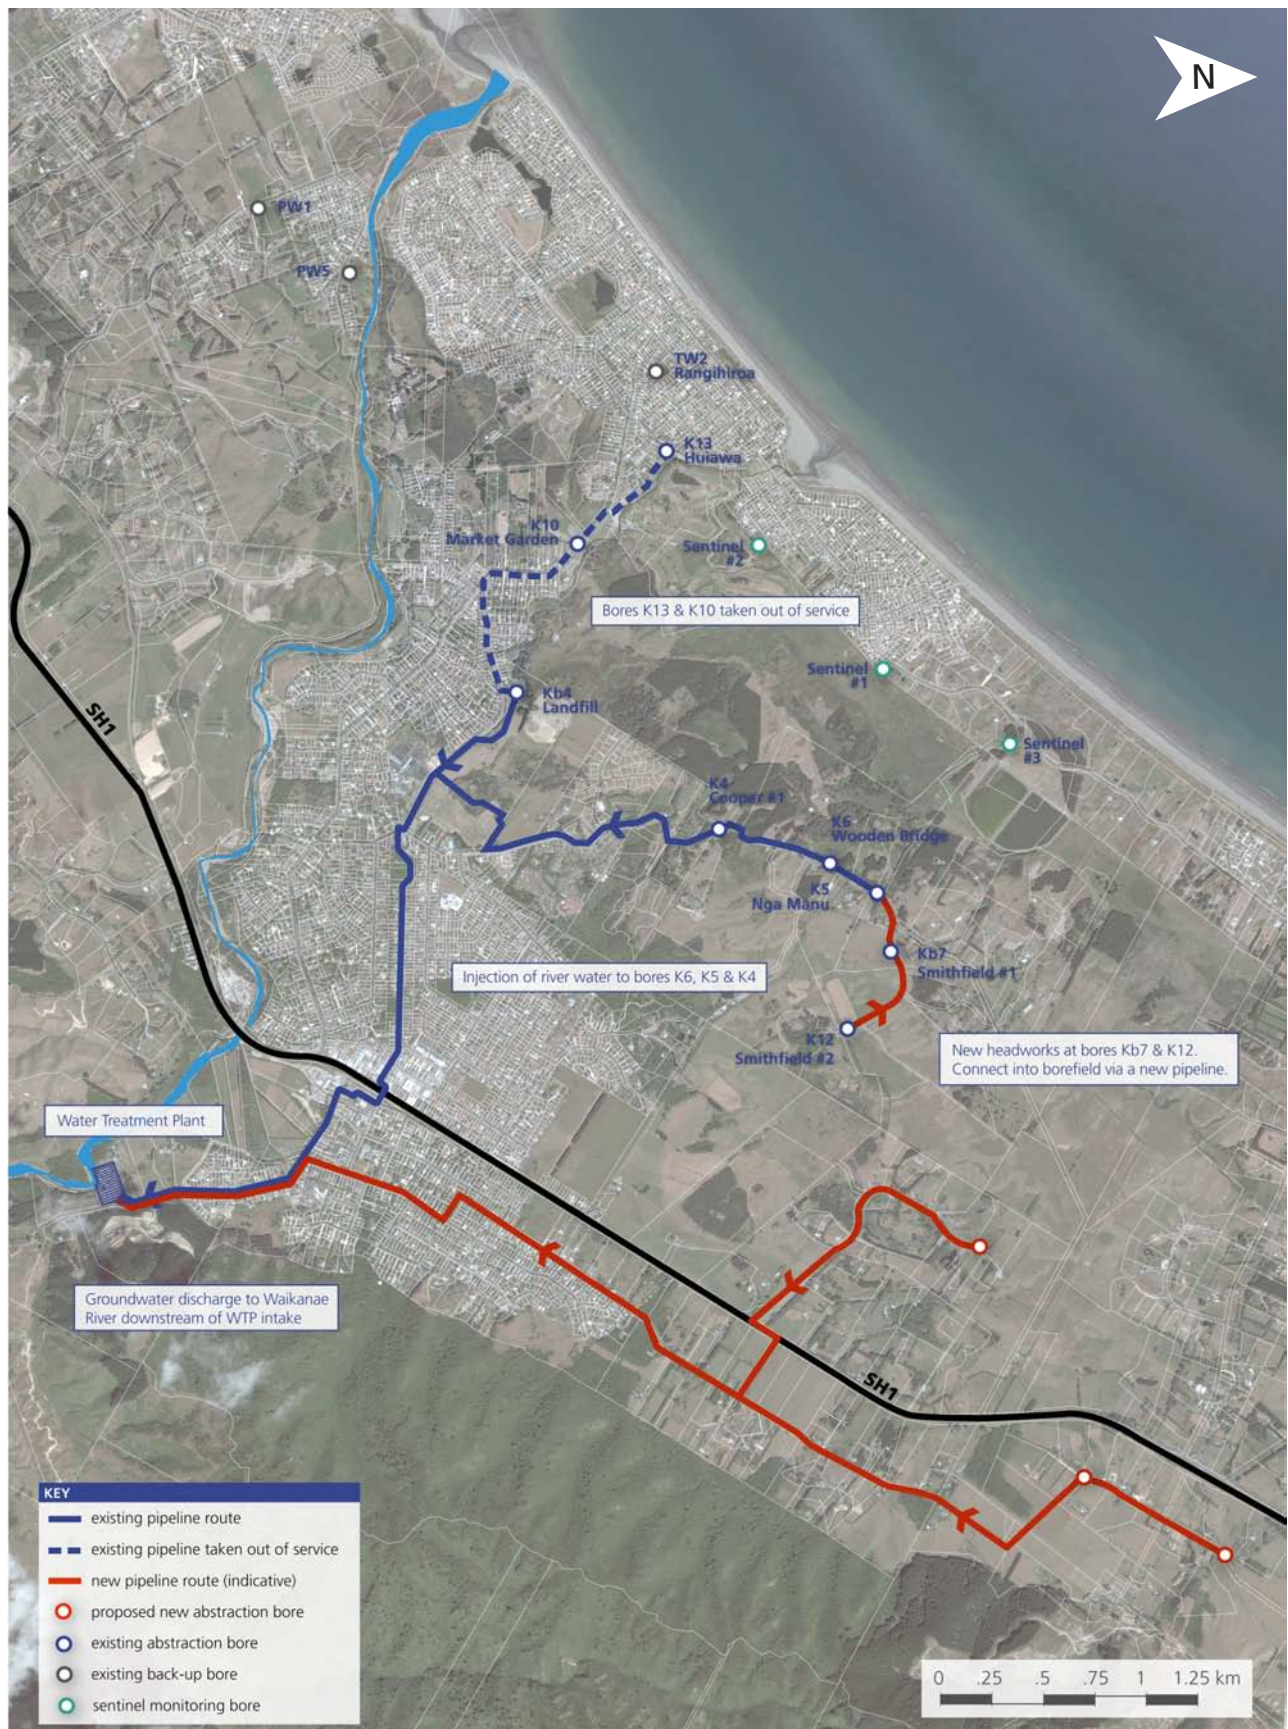 N
PW1
PW5
TW2
Rangihiroa
K13
Huiawa
K10
Market Garden
Sentinel
#2
Bores K13 & K10 taken out of service
Sentinel
#1
Kb4
Landfill
SH1
Sentinel
#3
K4
Cooper #1
K6
Wooden Bridge
K5
Nga Manu
Kb7
Smithfield #1
Injection of river water to bores K6, K5 & K4
K12
Smithfield #2
New headworks at bores Kb7 & K12.
Connect into borefield via a new pipeline.
Water Treatment Plant
Groundwater discharge to Waikanae
River downstream of WTP intake
SH1
KEY
existing pipeline route
existing pipeline taken out of service
new pipeline route (indicative)
proposed new abstraction bore
existing abstraction bore
existing back-up bore
sentinel monitoring bore
0 .25 .5 .75 1 1.25 km